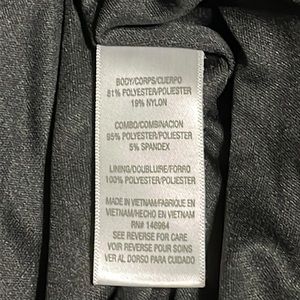 BODY/CORPS/CUERPO
81% POLYESTER/POLIESTER
19% NYLON
COMBO/COMBINACION
95% POLYESTER/POLIESTER
5% SPANDEX
LINING/DOUBLURE/FORRO
100% POLYESTER/POLIESTER
MADE IN VIETNAM/FABRIQUE EN
VIETNAM/HECHO EN VIETNAM
RN# 148964
SEE REVERSE FOR CARE
VOIR REVERSE POUR SOINS
VER AL DORSO PARA CUIDADO